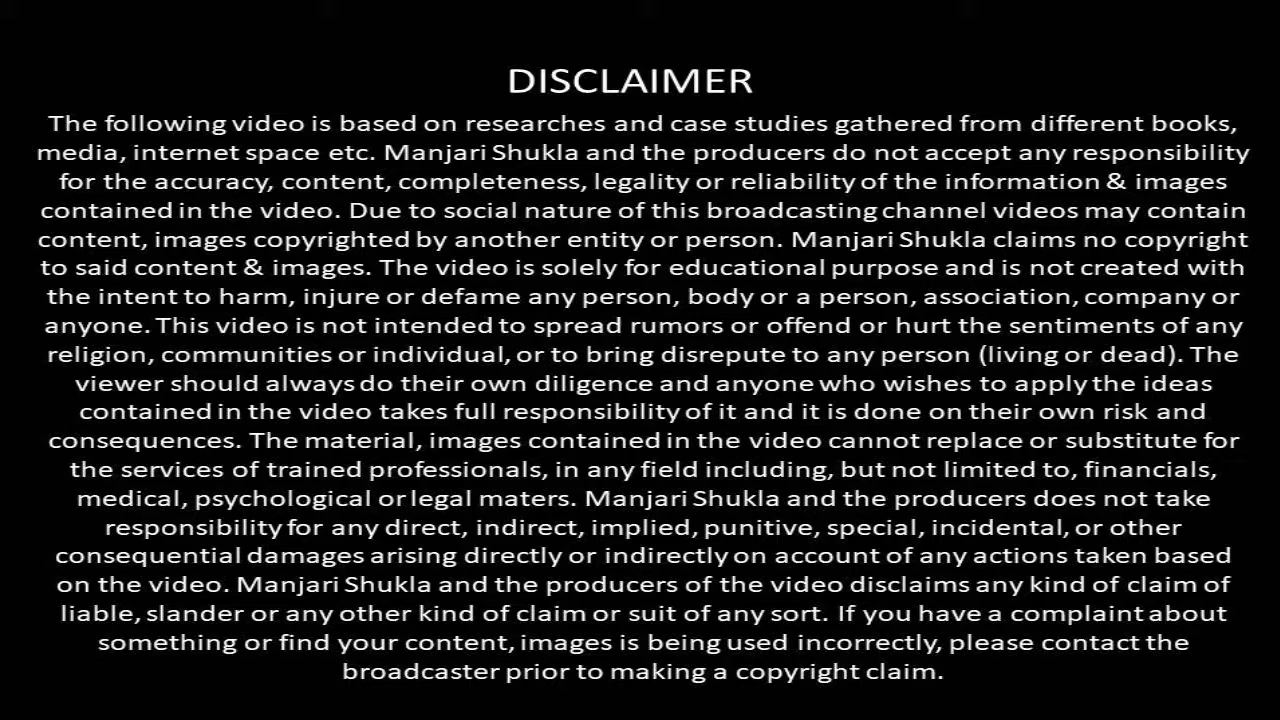 DISCLAIMER
The following video is based on researches and case studies gathered from different books,
media, internet space etc. Manjari Shukla and the producers do not accept any responsibility
for the accuracy, content, completeness, legality or reliability of the information & images
contained in the video. Due to social nature of this broadcasting channel videos may contain
content, images copyrighted by another entity or person. Manjari Shukla claims no copyright
to said content & images. The video is solely for educational purpose and is not created with
the intent to harm, injure or defame any person, body or a person, association, company or
anyone. This video is not intended to spread rumors or offend or hurt the sentiments of any
religion, communities or individual, or to bring disrepute to any person (living or dead). The
viewer should always do their own diligence and anyone who wishes to apply the ideas
contained in the video takes full responsibility of it and it is done on their own risk and
consequences. The material, images contained in the video cannot replace or substitute for
the services of trained professionals, in any field including, but not limited to, financials,
medical, psychological or legal maters. Manjari Shukla and the producers does not take
responsibility for any direct, indirect, implied, punitive, special, incidental, or other
consequential damages arising directly or indirectly on account of any actions taken based
on the video. Manjari Shukla and the producers of the video disclaims any kind of claim of
liable, slander or any other kind of claim or suit of any sort. If you have a complaint about
something or find your content, images is being used incorrectly, please contact the
broadcaster prior to making a copyright claim.